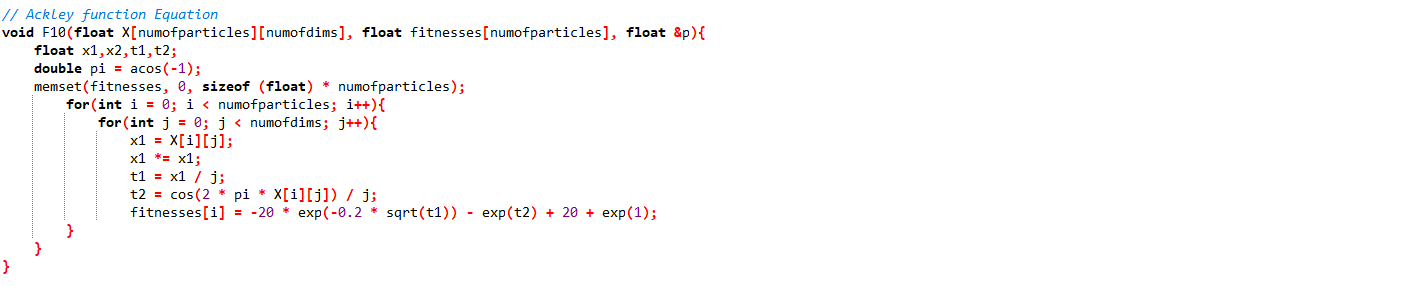 // Ackley function Equation
void F10(float X[numofparticles][numofdims], float fitnesses[numofparticles], float &p){
    float x1,x2,t1,t2;
    double pi = acos(-1);
    memset(fitnesses, 0, sizeof (float) * numofparticles);
        for(int i = 0; i < numofparticles; i++){
            for(int j = 0; j < numofdims; j++){
                x1 = X[i][j];
                x1 *= x1;
                t1 = x1 / j;
                t2 = cos(2 * pi * X[i][j]) / j;
                fitnesses[i] = -20 * exp(-0.2 * sqrt(t1)) - exp(t2) + 20 + exp(1);
        }
    }
}